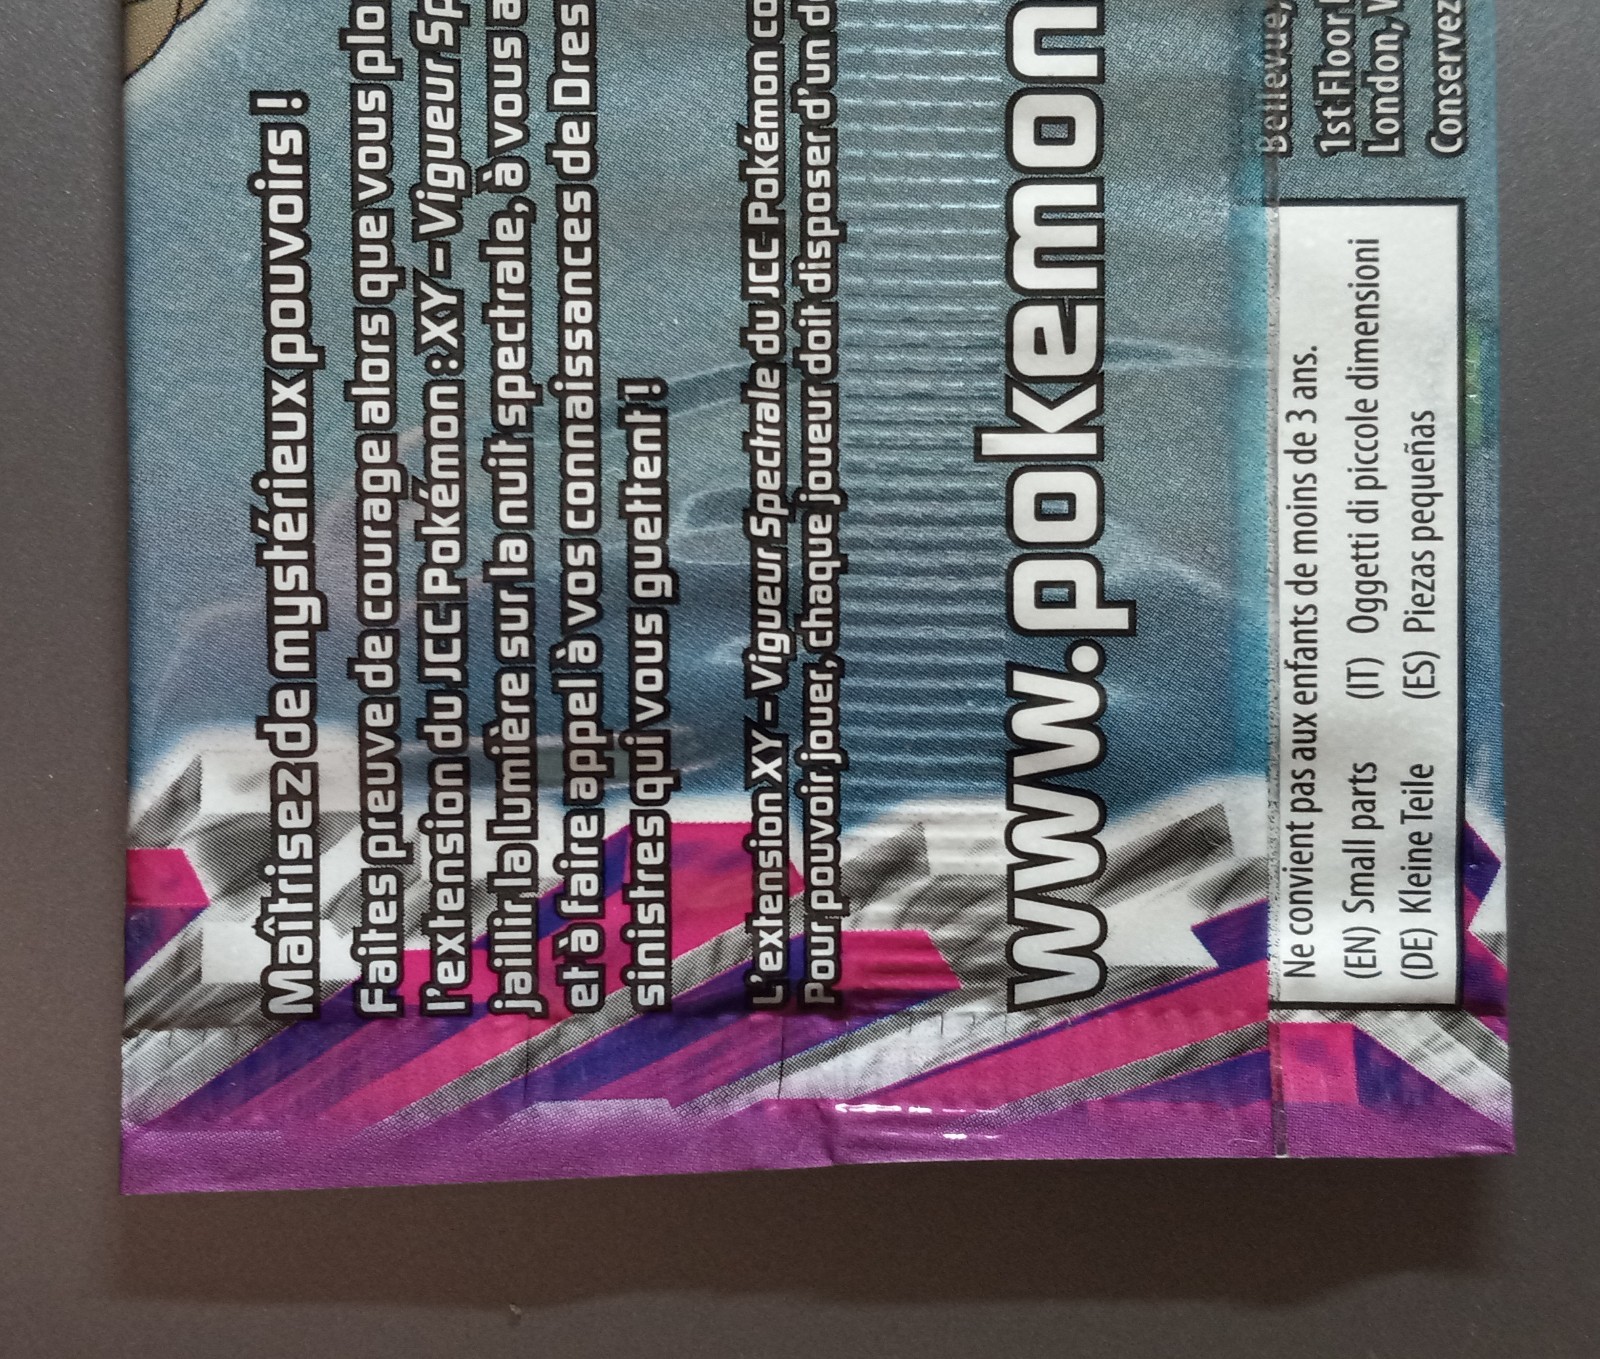 Maîtrisez de mystérieux pouvoirs !
Faites preuve de courage alors que vous
l'extension du JCC Pokémon : XY – Vigueur
jaillir la lumière sur la nuit spectrale, à vous
et à faire appel à vos connaissances de
sinistres qui vous guettent !
L'extension XY – Vigueur Spectrale du JCC Pokémon
Pour pouvoir jouer, chaque joueur doit disposer d'un
www.pokemon
Bellevue,
1st Floor
London,
Conservez
Ne convient pas aux enfants de moins de 3 ans.
(EN) Small parts (IT) Oggetti di piccole dimensioni
(DE) Kleine Teile (ES) Piezas pequeñas